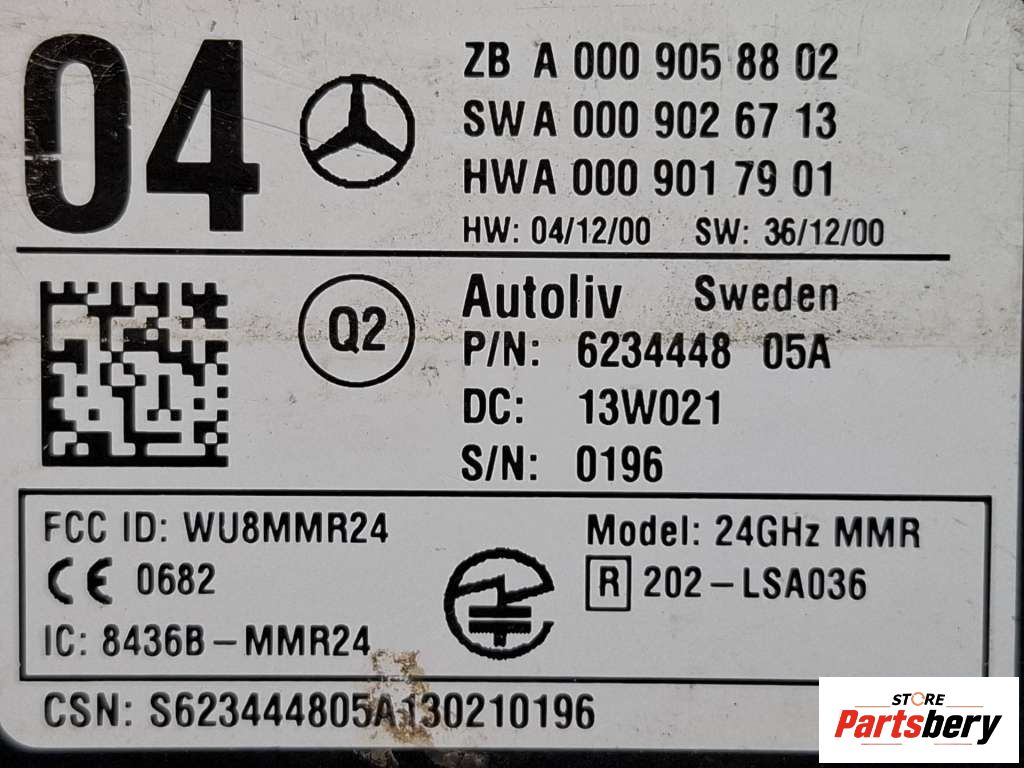 04
ZB A 000 905 88 02
SW A 000 902 67 13
HW A 000 901 79 01
HW: 04/12/00 SW: 36/12/00
Q2
Autoliv Sweden
P/N: 6234448 05A
DC: 13W021
S/N: 0196
FCC ID: WU8MMR24
Model: 24GHz MMR
CE 0682
R 202-LSA036
IC: 8436B-MMR24
CSN: S623444805A130210196
STORE
Partsbery